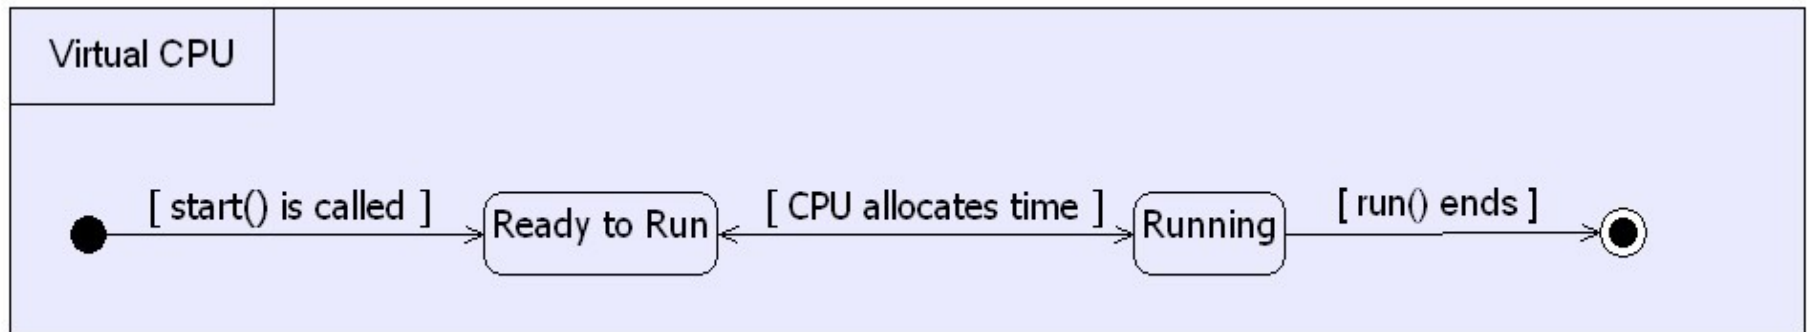 Virtual CPU
[ start() is called ]
Ready to Run
[ CPU allocates time ]
Running
[ run() ends ]